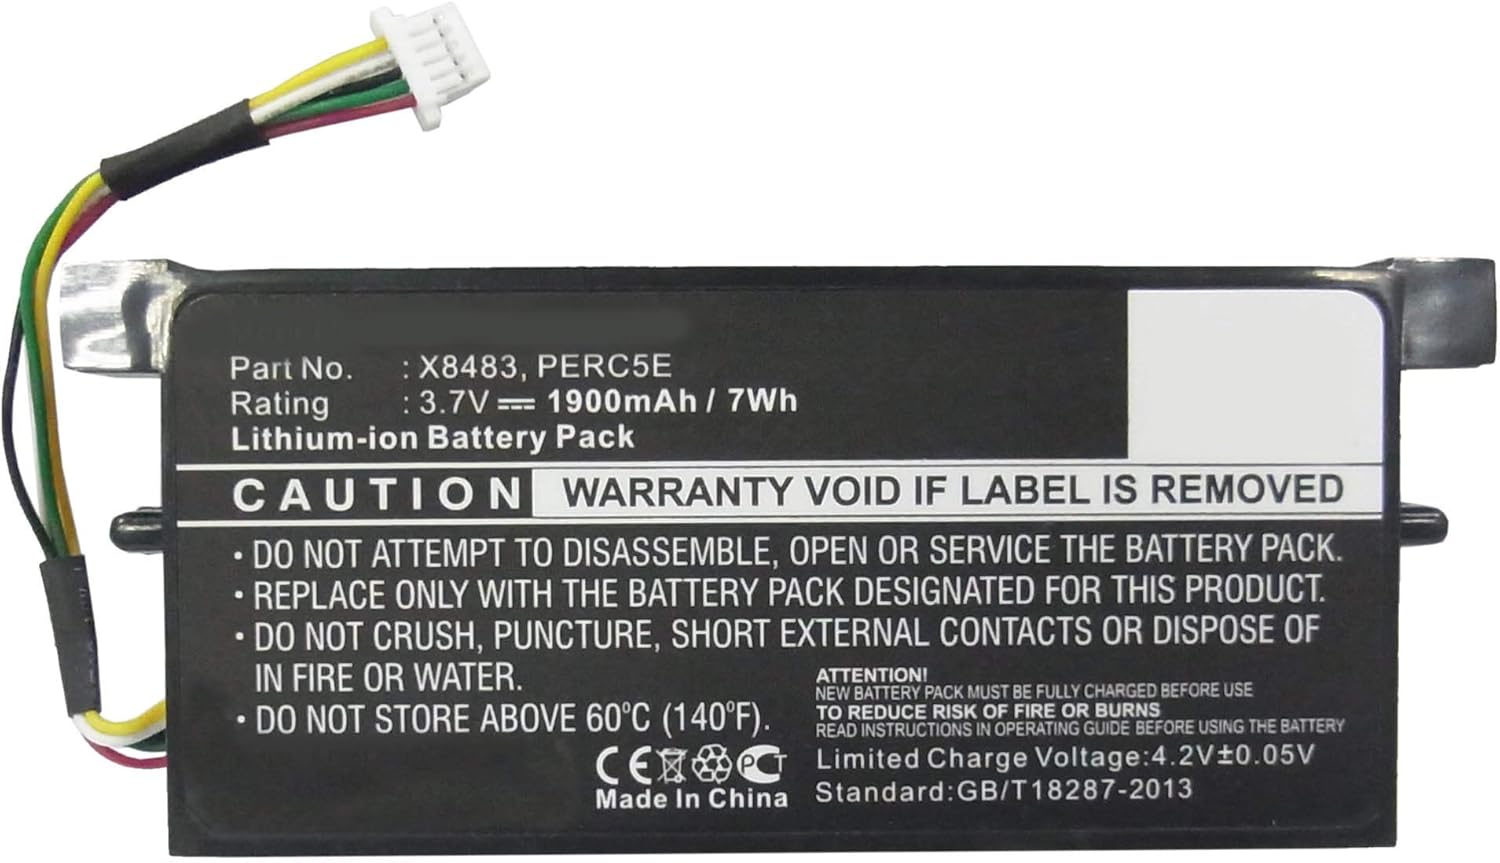 Part No. : X8483, PERC5E
Rating : 3.7V 1900mAh / 7Wh
Lithium-ion Battery Pack
CAUTION WARRANTY VOID IF LABEL IS REMOVED
• DO NOT ATTEMPT TO DISASSEMBLE, OPEN OR SERVICE THE BATTERY PACK.
• REPLACE ONLY WITH THE BATTERY PACK DESIGNATED FOR THIS PRODUCT.
• DO NOT CRUSH, PUNCTURE, SHORT EXTERNAL CONTACTS OR DISPOSE OF
IN FIRE OR WATER.
• DO NOT STORE ABOVE 60°C (140°F).
ATTENTION!
NEW BATTERY PACK MUST BE FULLY CHARGED BEFORE USE
TO REDUCE RISK OF FIRE OR BURNS
READ INSTRUCTIONS IN OPERATING GUIDE BEFORE USING THE BATTERY
Limited Charge Voltage:4.2V±0.05V
Standard:GB/T18287-2013
CE PCT
Made In China